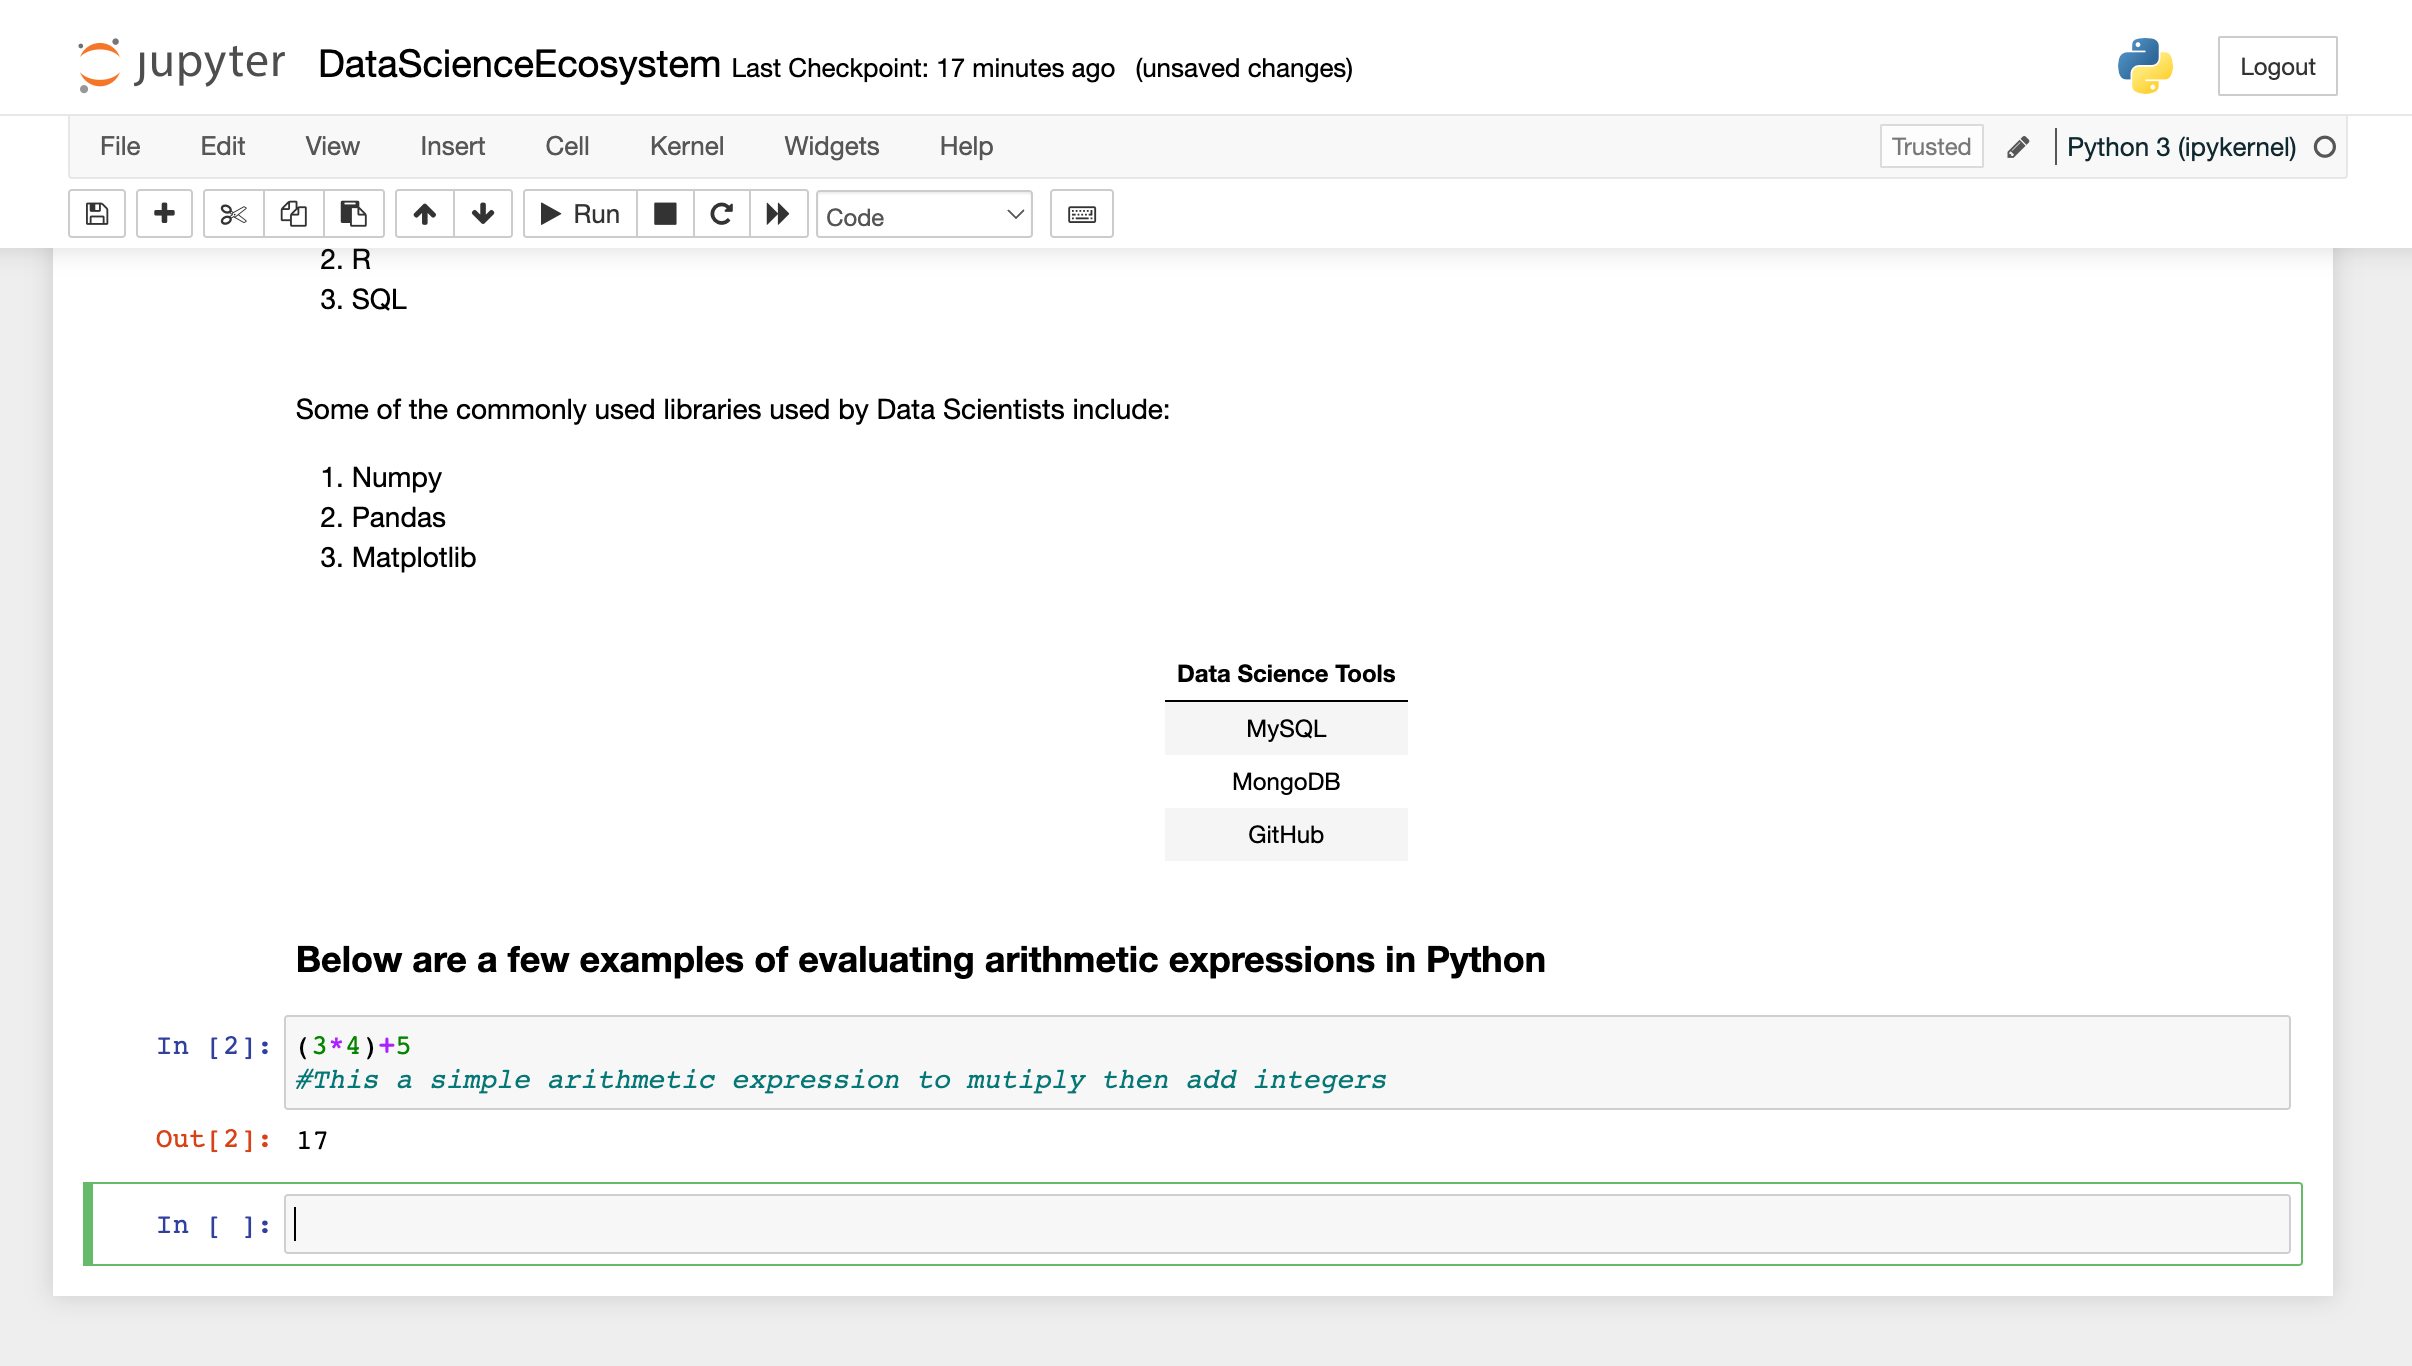 jupyter DataScienceEcosystem Last Checkpoint: 17 minutes ago (unsaved changes)
Logout
File Edit View Insert Cell Kernel Widgets Help
Trusted
Python 3 (ipykernel)
Run
Code
2. R
3. SQL
Some of the commonly used libraries used by Data Scientists include:
1. Numpy
2. Pandas
3. Matplotlib
Data Science Tools
MySQL
MongoDB
GitHub
Below are a few examples of evaluating arithmetic expressions in Python
In [2]: (3*4)+5
#This a simple arithmetic expression to mutiply then add integers
Out[2]: 17
In [ ]: